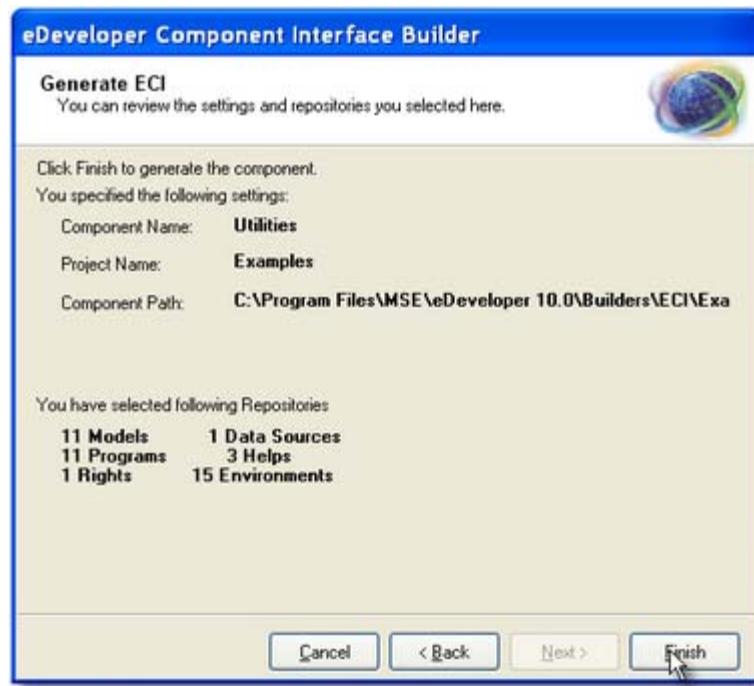 eDeveloper Component Interface Builder
Generate ECI
You can review the settings and repositories you selected here.
Click Finish to generate the component.
You specified the following settings:
Component Name: Utilities
Project Name: Examples
Component Path: C:\Program Files\MSE\eDeveloper 10.0\Builders\ECI\Exa
You have selected following Repositories
11 Models 1 Data Sources
11 Programs 3 Helps
1 Rights 15 Environments
Cancel < Back Next > Finish